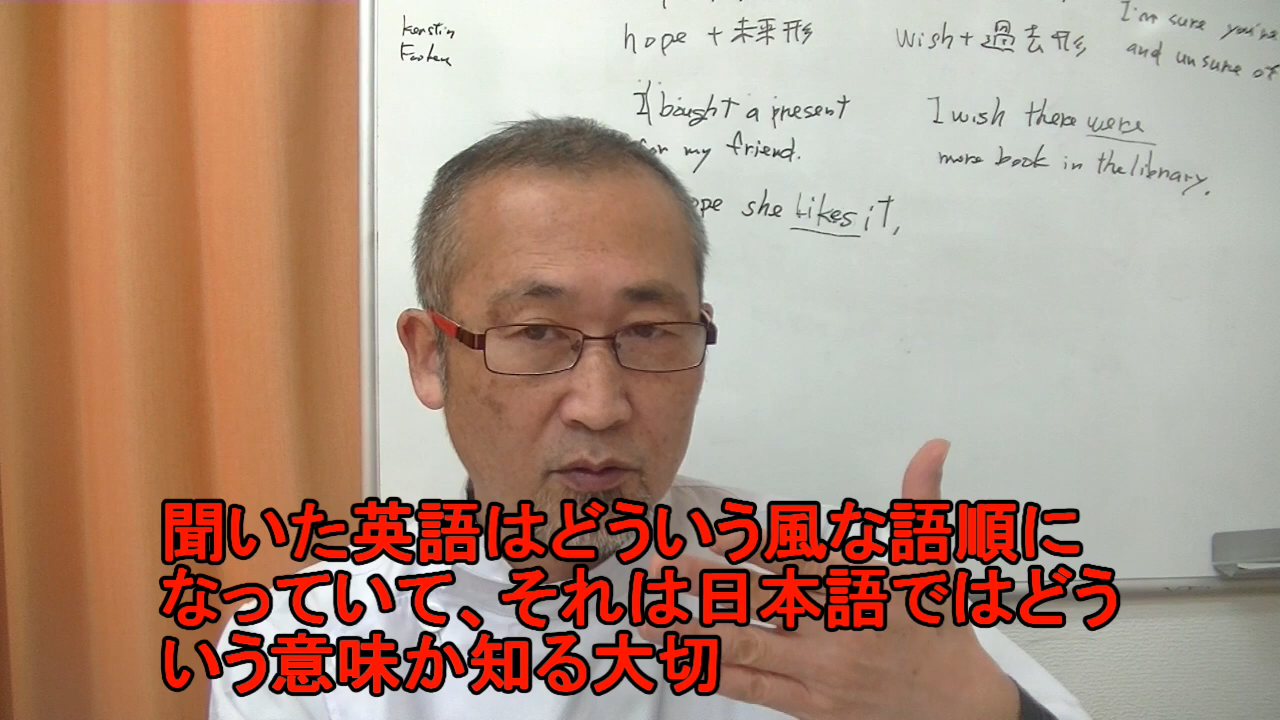 Kerstin
hope + 未来形
wish + 過去形
I'm sure you're
and unsure of
I bought a present
for my friend.
I wish there were
more book in the library.
ope she likes it,
聞いた英語はどういう風な語順に
なっていて、それは日本語ではどう
いう意味か知る大切